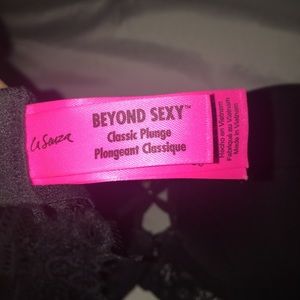 La Senza
BEYOND SEXY™
Classic Plunge
Plongeant Classique
Hecho en Vietnam
Fabriqué au Vietnam
Made in Vietnam